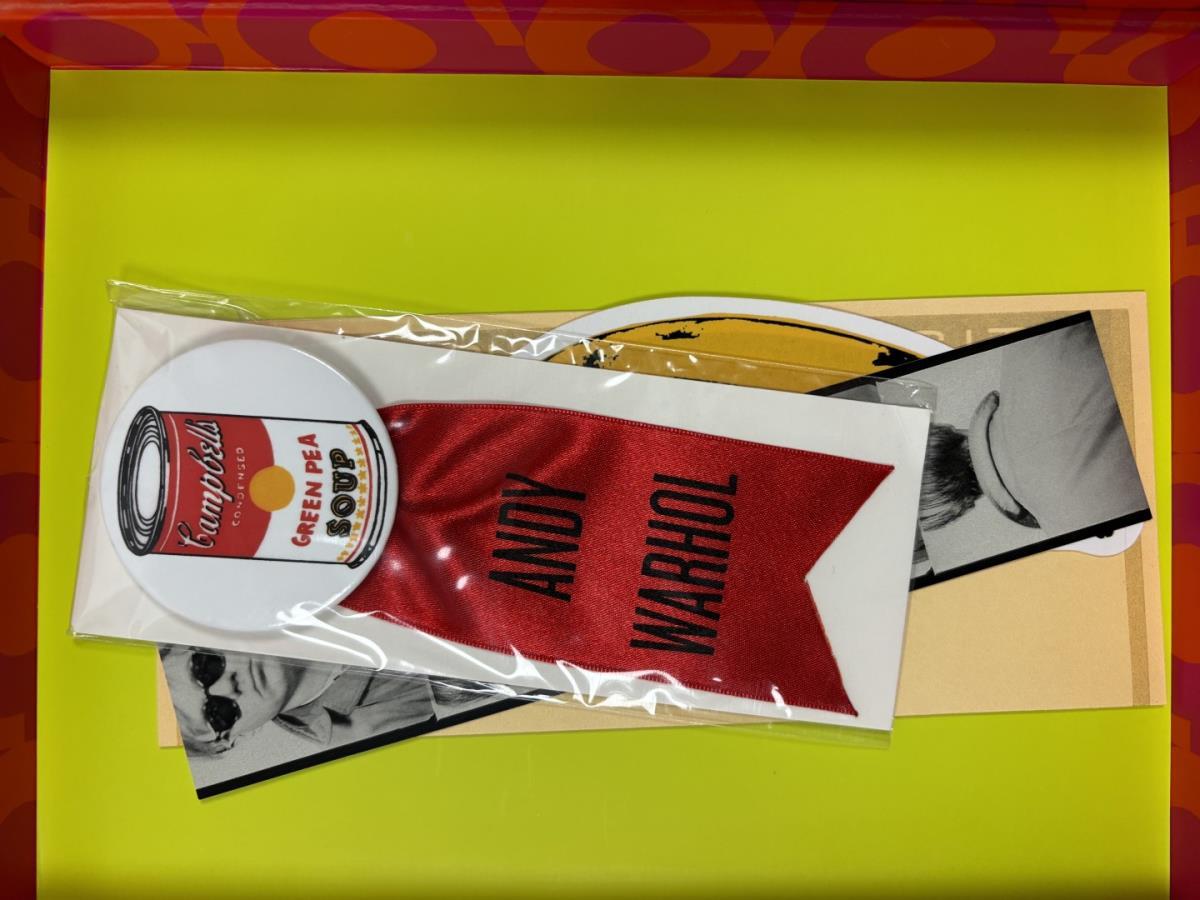 Campbell's
CONDENSED
GREEN PEA
SOUP
ANDY
WARHOL